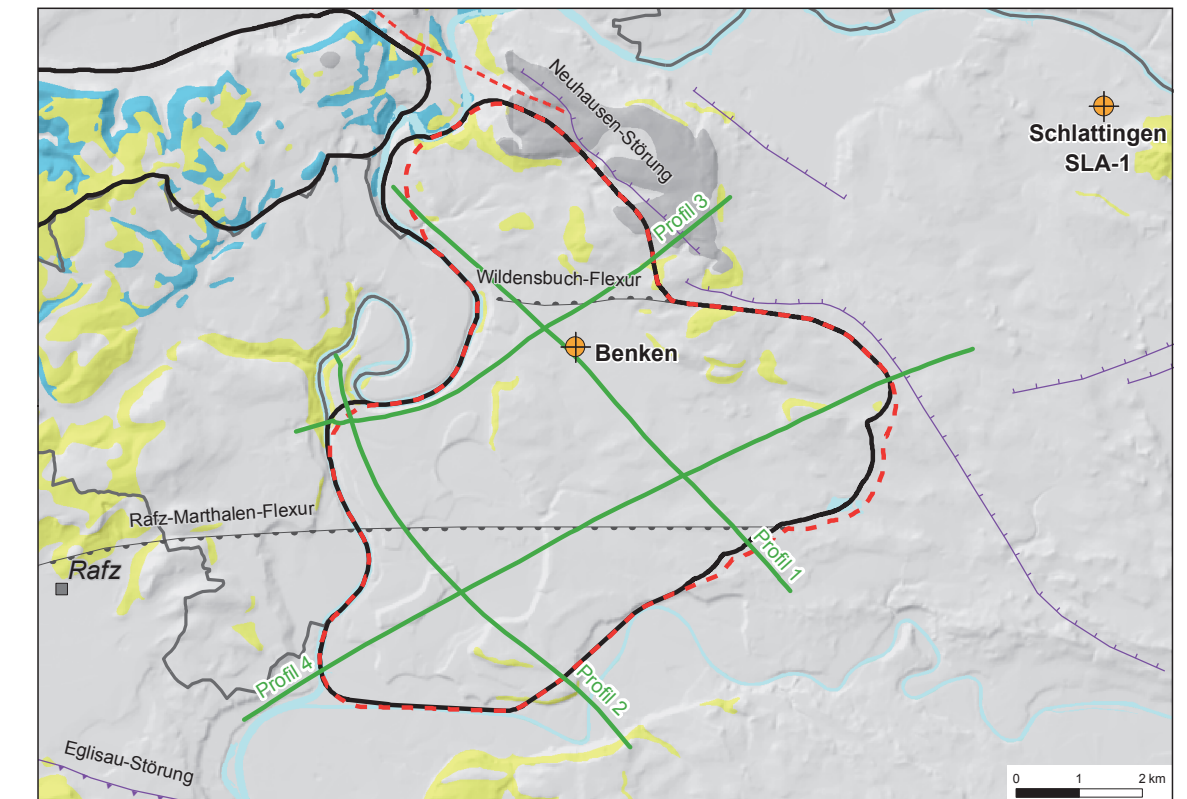 Neuhausen-Störung
Schlattingen
SLA-1
Profil 3
Wildensbuch-Flexur
Benken
Rafz-Marthalen-Flexur
Rafz
Profil 1
Profil 4
Profil 2
Eglisau-Störung
0 1 2 km